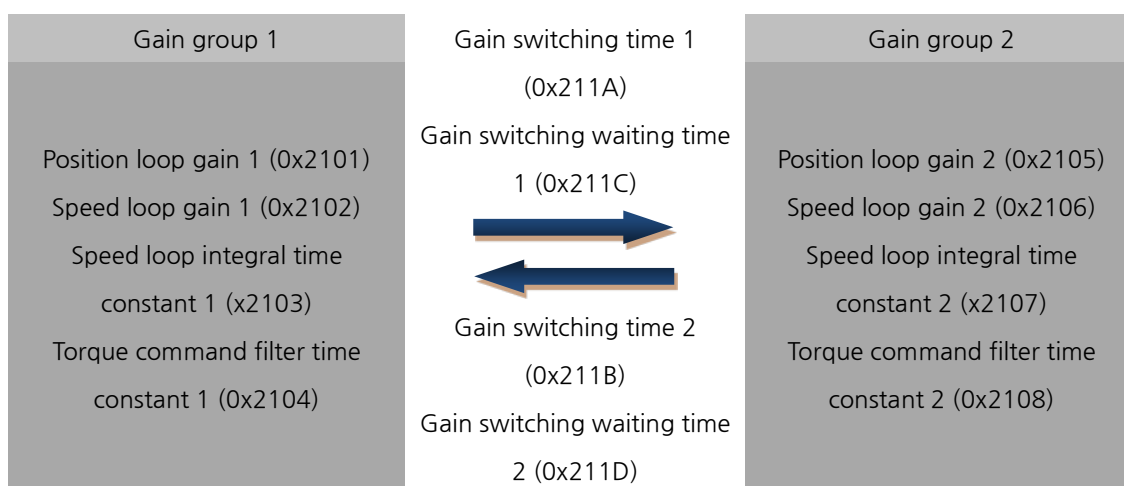 Gain group 1
Position loop gain 1 (0x2101)
Speed loop gain 1 (0x2102)
Speed loop integral time
constant 1 (x2103)
Torque command filter time
constant 1 (0x2104)
Gain switching time 1
(0x211A)
Gain switching waiting time
1 (0x211C)
Gain switching time 2
(0x211B)
Gain switching waiting time
2 (0x211D)
Gain group 2
Position loop gain 2 (0x2105)
Speed loop gain 2 (0x2106)
Speed loop integral time
constant 2 (x2107)
Torque command filter time
constant 2 (0x2108)